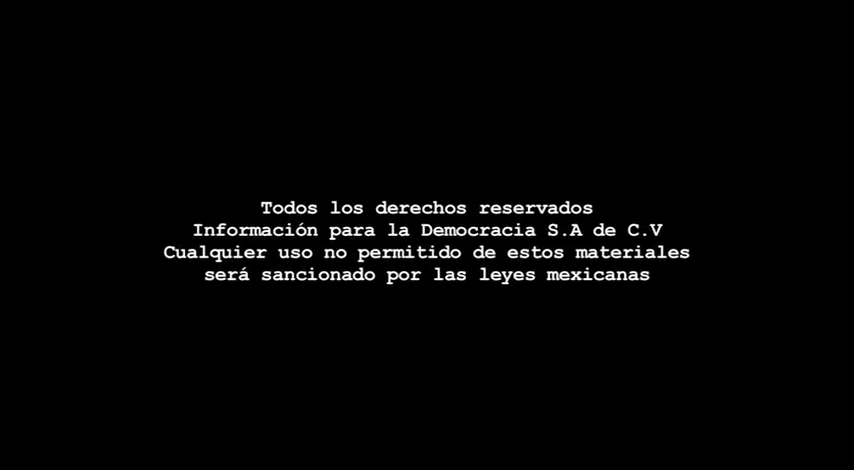 Todos los derechos reservados
Información para la Democracia S.A de C.V
Cualquier uso no permitido de estos materiales
será sancionado por las leyes mexicanas